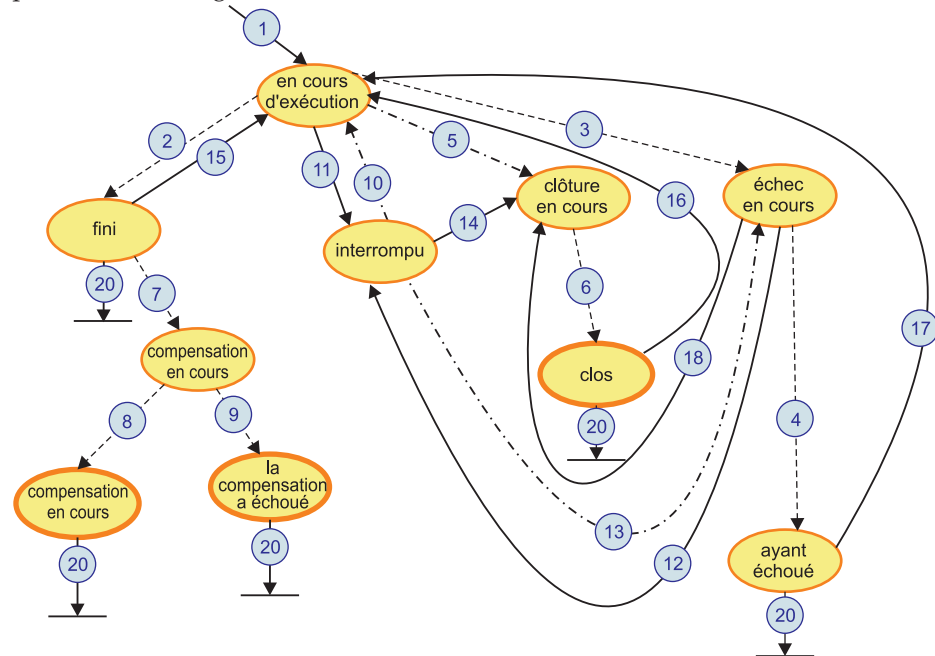 1
en cours
d'exécution
2
15
11
10
5
3
clôture
en cours
échec
en cours
16
fini
14
interrompu
20
7
6
17
compensation
en cours
clos
18
8
9
20
4
compensation
en cours
la
compensation
a échoué
13
12
20
20
ayant
échoué
20